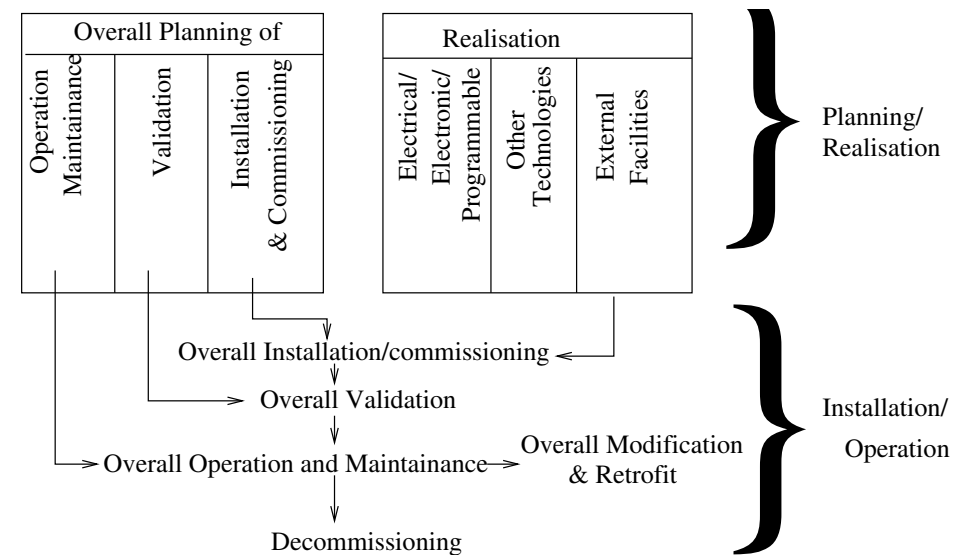 Overall Planning of
Operation
Maintainance
Validation
Installation
& Commissioning
Realisation
Electrical/
Electronic/
Programmable
Other
Technologies
External
Facilities
Planning/
Realisation
Overall Installation/commissioning
Overall Validation
Overall Operation and Maintainance
Overall Modification
& Retrofit
Decommissioning
Installation/
Operation